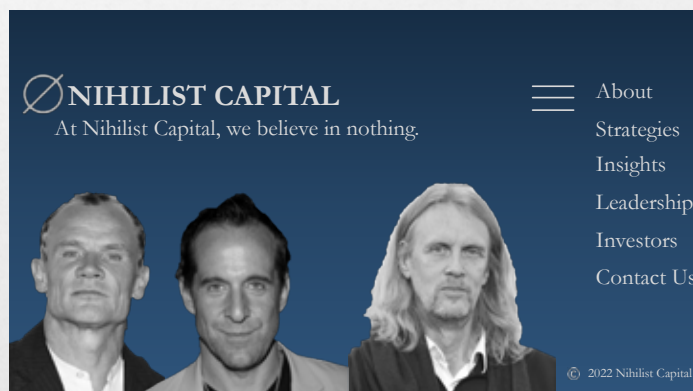 NIHILIST CAPITAL
At Nihilist Capital, we believe in nothing.
About
Strategies
Insights
Leadership
Investors
Contact Us
© 2022 Nihilist Capital